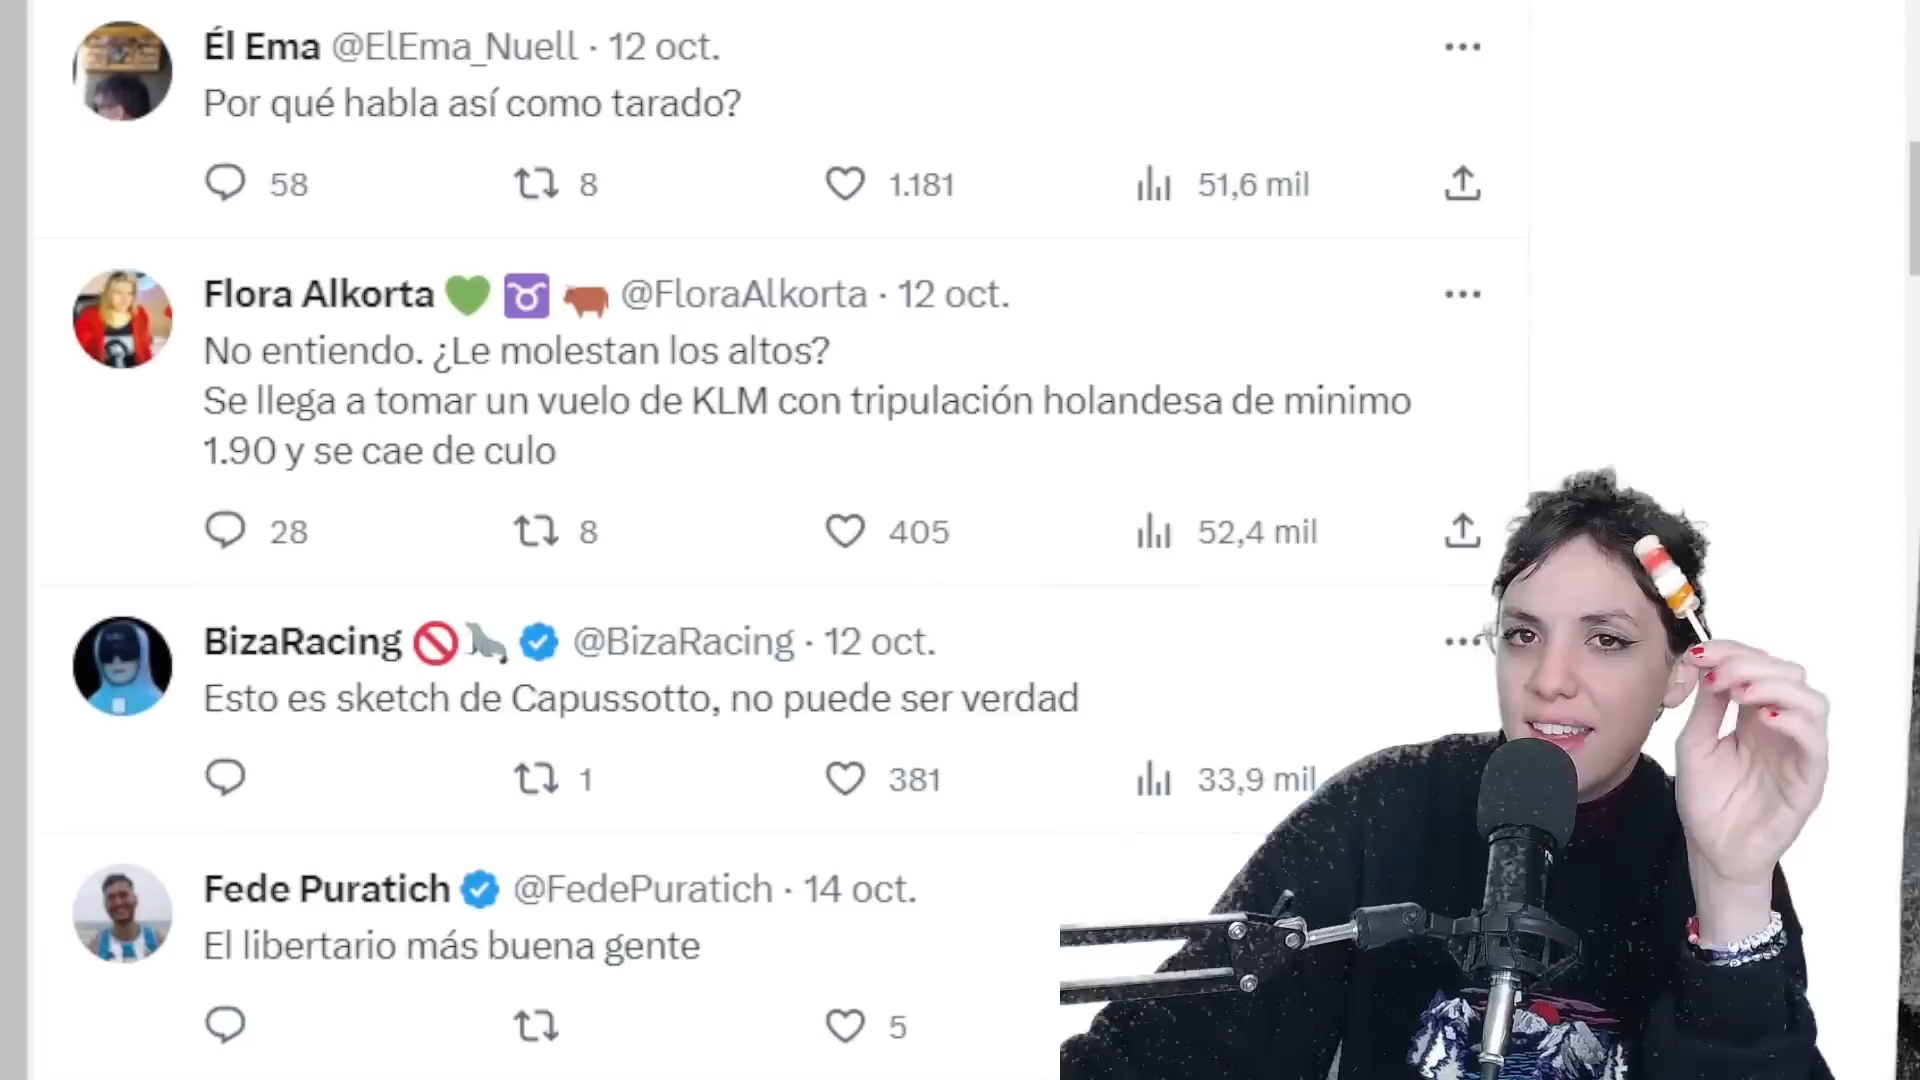 Él Ema @ElEma_Nuell · 12 oct.
Por qué habla así como tarado?
58 8 1.181 51,6 mil
Flora Alkorta 💚 ♉ 🐂 @FloraAlkorta · 12 oct.
No entiendo. ¿Le molestan los altos?
Se llega a tomar un vuelo de KLM con tripulación holandesa de minimo
1.90 y se cae de culo
28 8 405 52,4 mil
BizaRacing 🚫🦭 @BizaRacing · 12 oct.
Esto es sketch de Capussotto, no puede ser verdad
1 381 33,9 mil
Fede Puratich @FedePuratich · 14 oct.
El libertario más buena gente
5